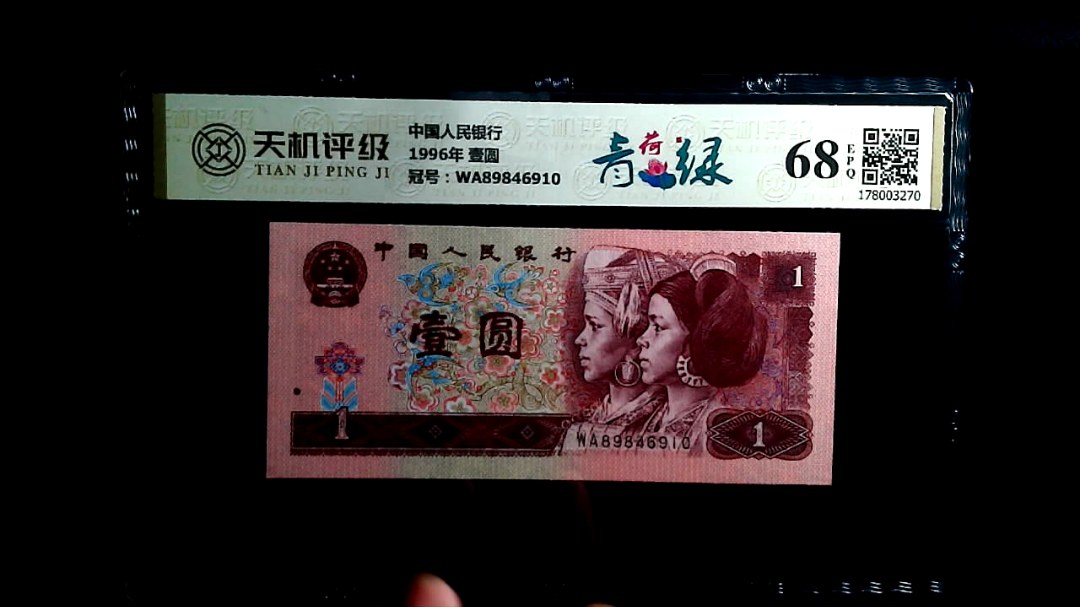 天机评级
TIAN JI PING JI
中国人民银行
1996年 壹圆
冠号：WA89846910
青荷绿
68
EPQ
178003270
中国人民银行
1
壹圆
1
WA89846910
1